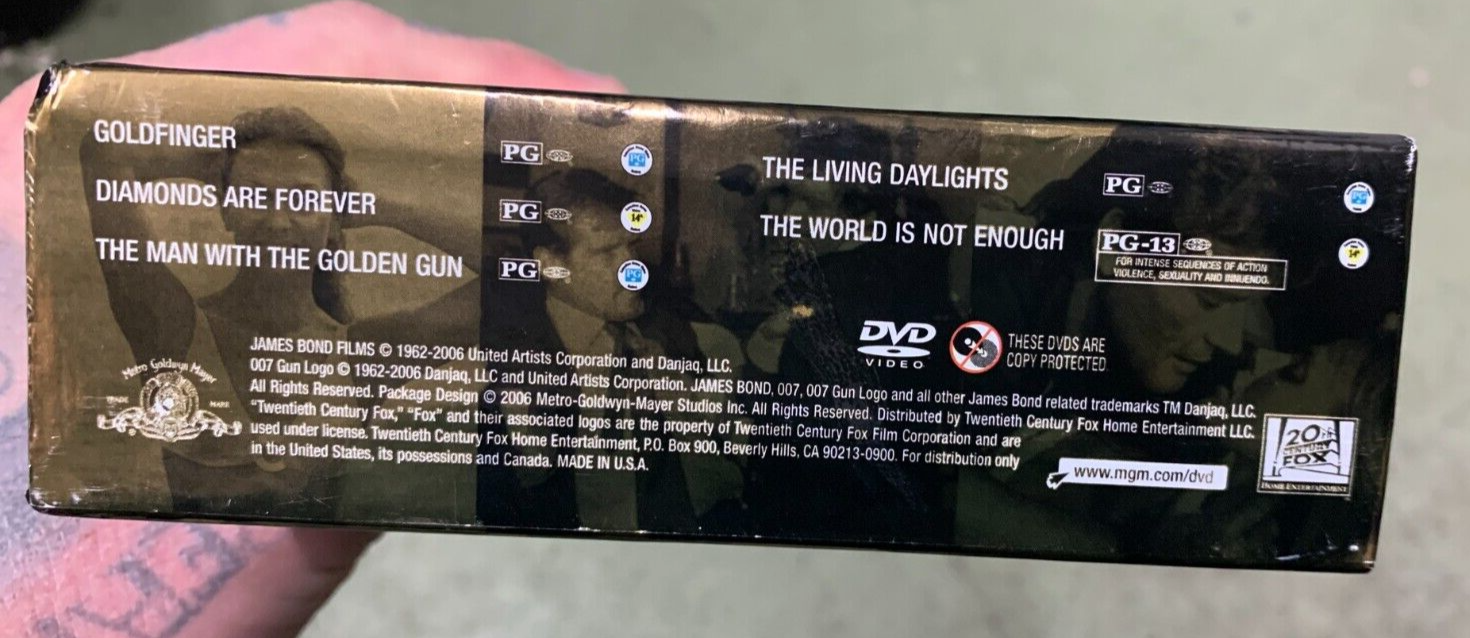 GOLDFINGER
PG
PG
DIAMONDS ARE FOREVER
PG
14
THE MAN WITH THE GOLDEN GUN
PG
PG
THE LIVING DAYLIGHTS
PG
PG
THE WORLD IS NOT ENOUGH
PG-13
14
FOR INTENSE SEQUENCES OF ACTION
VIOLENCE, SEXUALITY AND INNUENDO.
DVD
VIDEO
THESE DVDS ARE
COPY PROTECTED
Metro Goldwyn Mayer
TRADE MARK
JAMES BOND FILMS © 1962-2006 United Artists Corporation and Danjaq, LLC.
007 Gun Logo © 1962-2006 Danjaq, LLC and United Artists Corporation. JAMES BOND, 007, 007 Gun Logo and all other James Bond related trademarks TM Danjaq, LLC.
All Rights Reserved. Package Design © 2006 Metro-Goldwyn-Mayer Studios Inc. All Rights Reserved. Distributed by Twentieth Century Fox Home Entertainment LLC.
"Twentieth Century Fox," "Fox" and their associated logos are the property of Twentieth Century Fox Film Corporation and are
used under license. Twentieth Century Fox Home Entertainment, P.O. Box 900, Beverly Hills, CA 90213-0900. For distribution only
in the United States, its possessions and Canada. MADE IN U.S.A.
www.mgm.com/dvd
20th
CENTURY
FOX
HOME ENTERTAINMENT